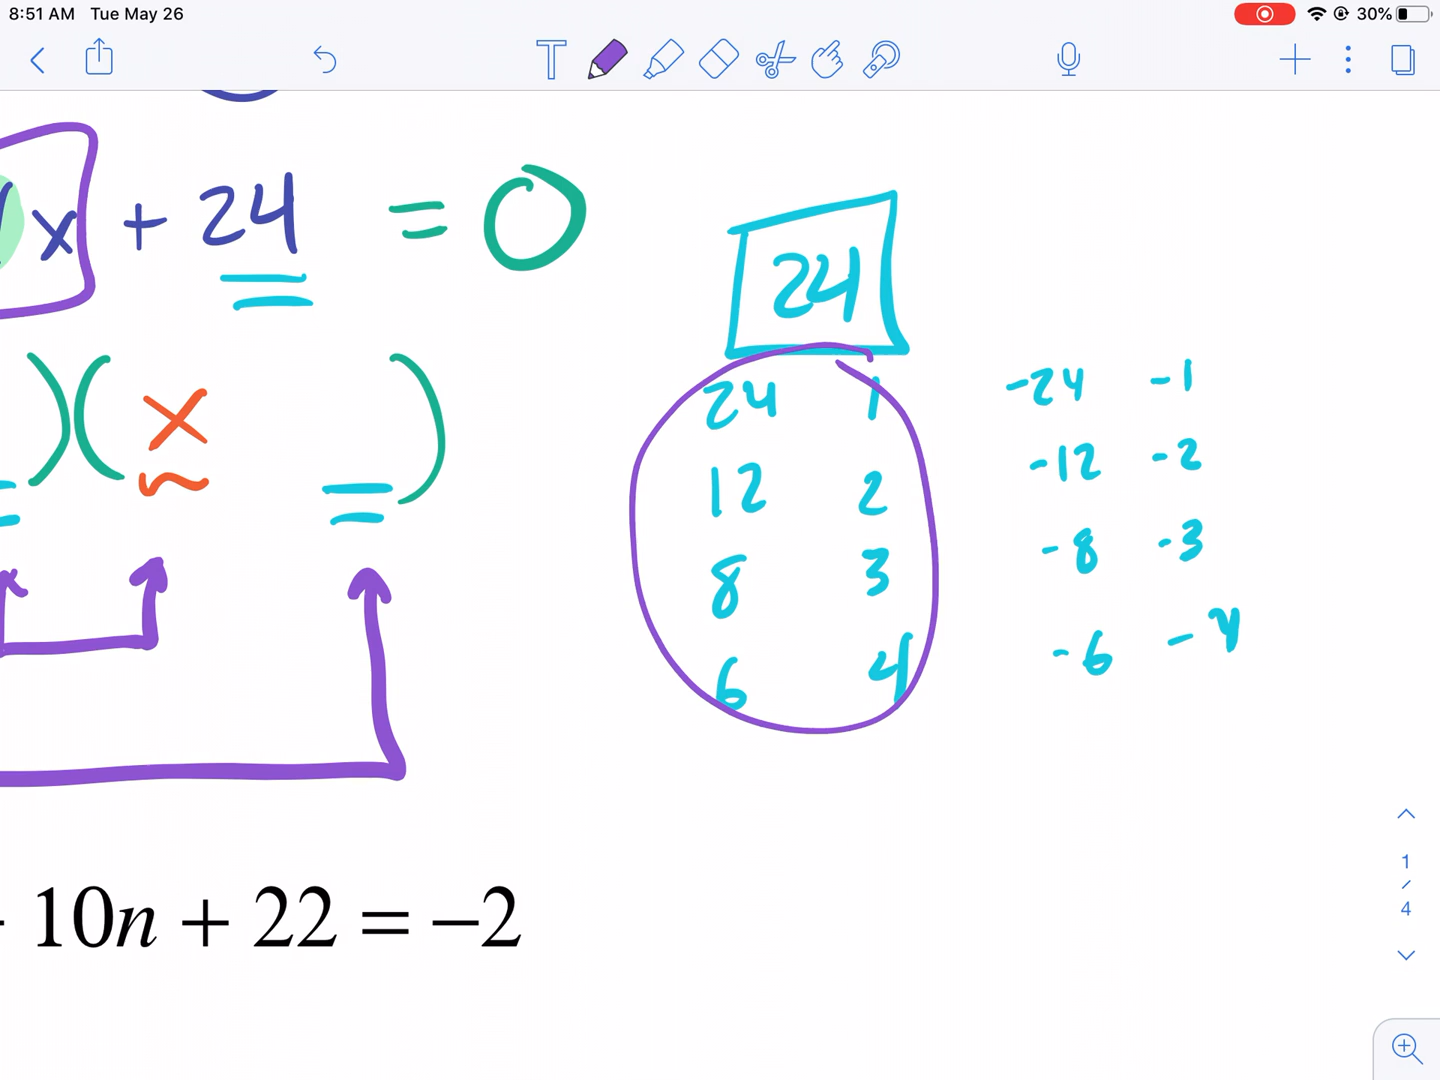 8:51 AM Tue May 26
30%
T
x + 24 = 0
)( x )
24
24 1 -24 -1
12 2 -12 -2
8 3 -8 -3
6 4 -6 -4
10n + 22 = −2
1
/
4